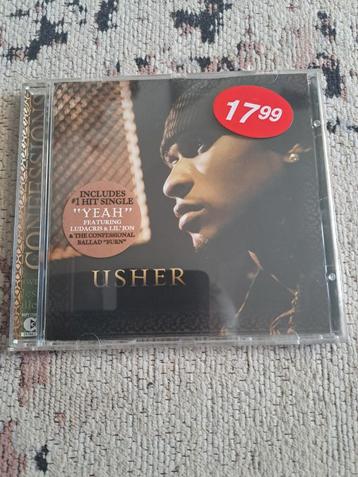 CONFESSIONS
17.99
INCLUDES
#1 HIT SINGLE
"YEAH"
FEATURING
LUDACRIS & LIL' JON
& THE CONFESSIONAL
BALLAD "BURN"
USHER